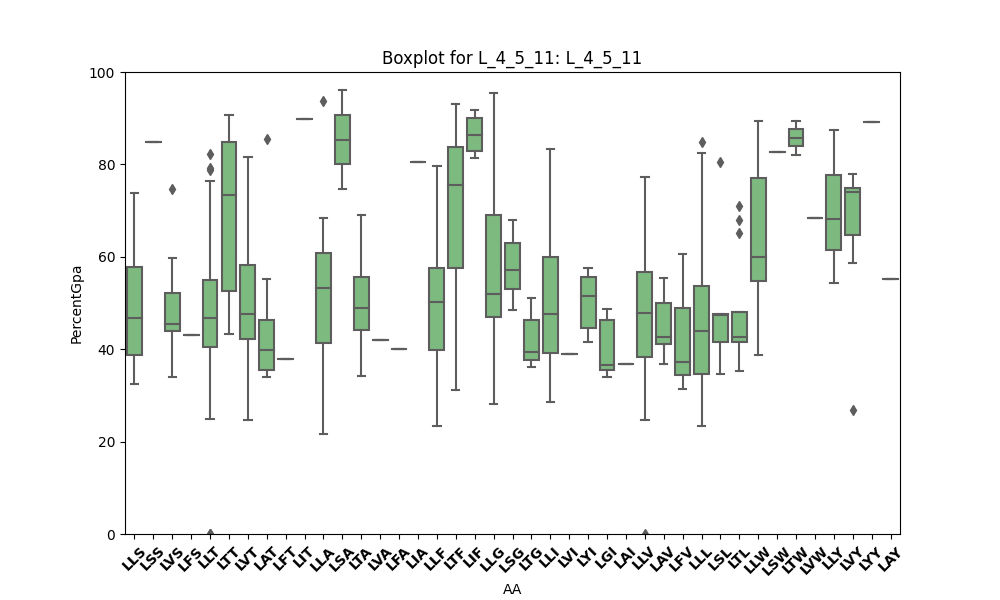 Boxplot for L_4_5_11: L_4_5_11
PercentGpa
100
80
60
40
20
0
LLS LSS LVS LFS LLT LTT LVT LAT LFT LIT LLA LSA LTA LVA LFA LIA LLF LTF LIF LLG LSG LTG LLI LVI LYI LGI LAI LLV LAV LFV LLL LSL LTL LLW LSW LTW LVW LLY LVY LYY LAY
AA